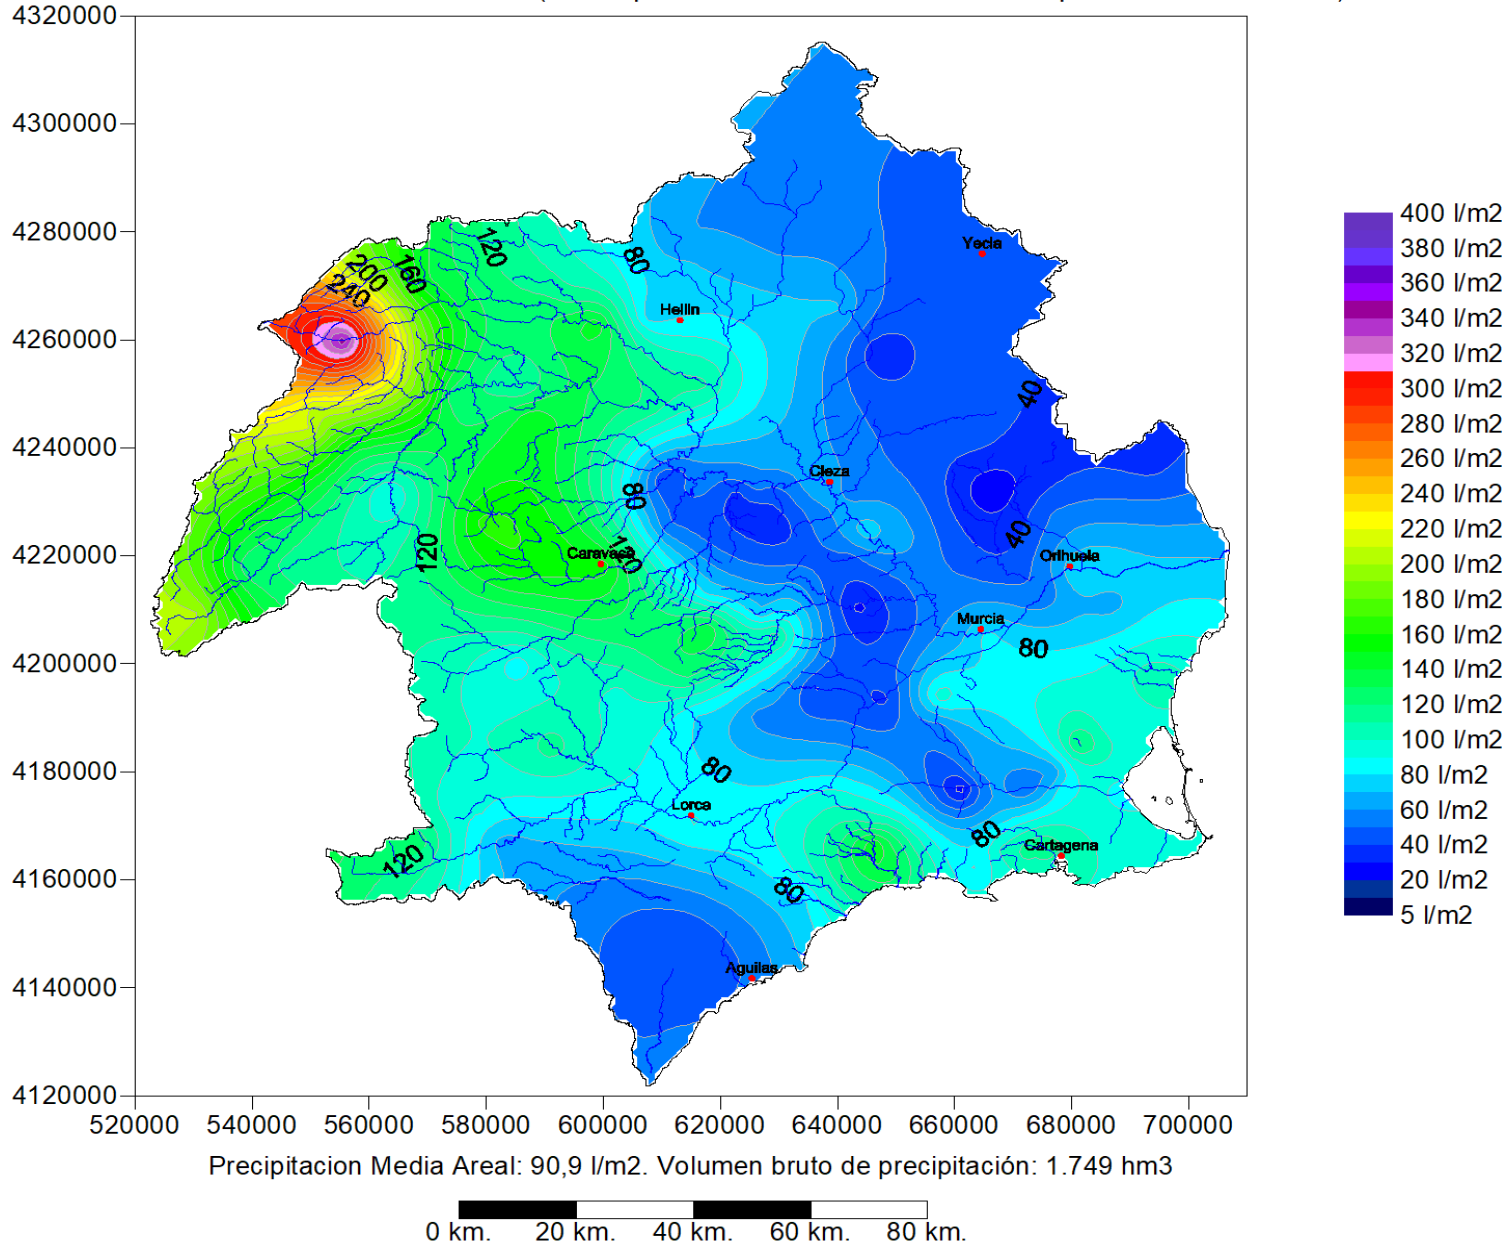 4320000
4300000
4280000
4260000
4240000
4220000
4200000
4180000
4160000
4140000
4120000
520000 540000 560000 580000 600000 620000 640000 660000 680000 700000
120
80
160
200
240
Yecla
Hellin
40
Cieza
80
40
120
Caravaca
Orihuela
Murcia
80
80
Lorca
80
Cartagena
120
80
Aguilas
400 l/m2
380 l/m2
360 l/m2
340 l/m2
320 l/m2
300 l/m2
280 l/m2
260 l/m2
240 l/m2
220 l/m2
200 l/m2
180 l/m2
160 l/m2
140 l/m2
120 l/m2
100 l/m2
80 l/m2
60 l/m2
40 l/m2
20 l/m2
5 l/m2
Precipitacion Media Areal: 90,9 l/m2. Volumen bruto de precipitación: 1.749 hm3
0 km. 20 km. 40 km. 60 km. 80 km.